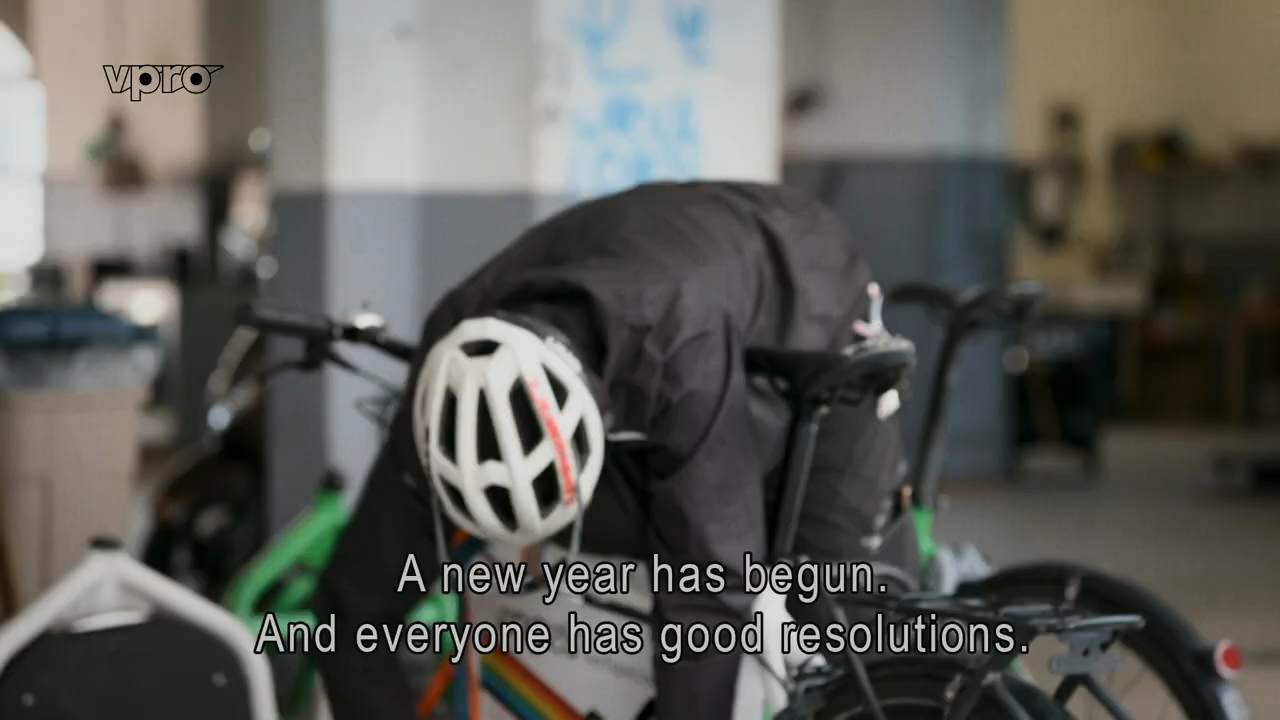 vpro
A new year has begun.
And everyone has good resolutions.